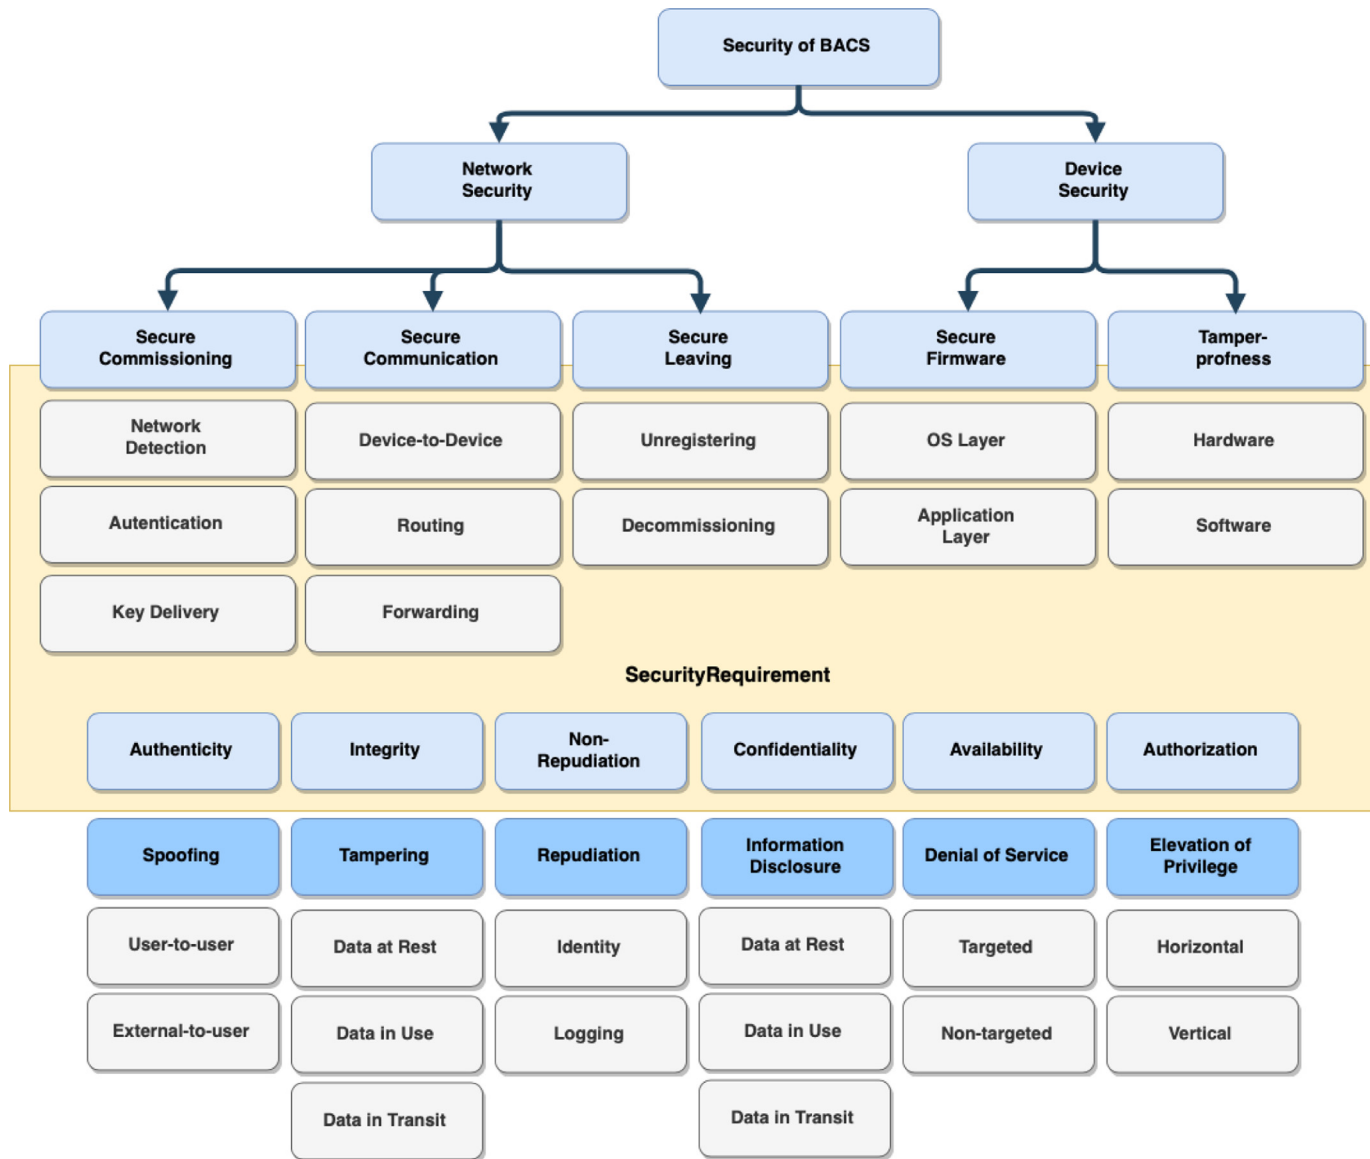 Security of BACS
Network
Security
Device
Security
Secure
Commissioning
Secure
Communication
Secure
Leaving
Secure
Firmware
Tamper-
profness
Network
Detection
Device-to-Device
Unregistering
OS Layer
Hardware
Autentication
Routing
Decommissioning
Application
Layer
Software
Key Delivery
Forwarding
SecurityRequirement
Authenticity
Integrity
Non-
Repudiation
Confidentiality
Availability
Authorization
Spoofing
Tampering
Repudiation
Information
Disclosure
Denial of Service
Elevation of
Privilege
User-to-user
Data at Rest
Identity
Data at Rest
Targeted
Horizontal
External-to-user
Data in Use
Logging
Data in Use
Non-targeted
Vertical
Data in Transit
Data in Transit